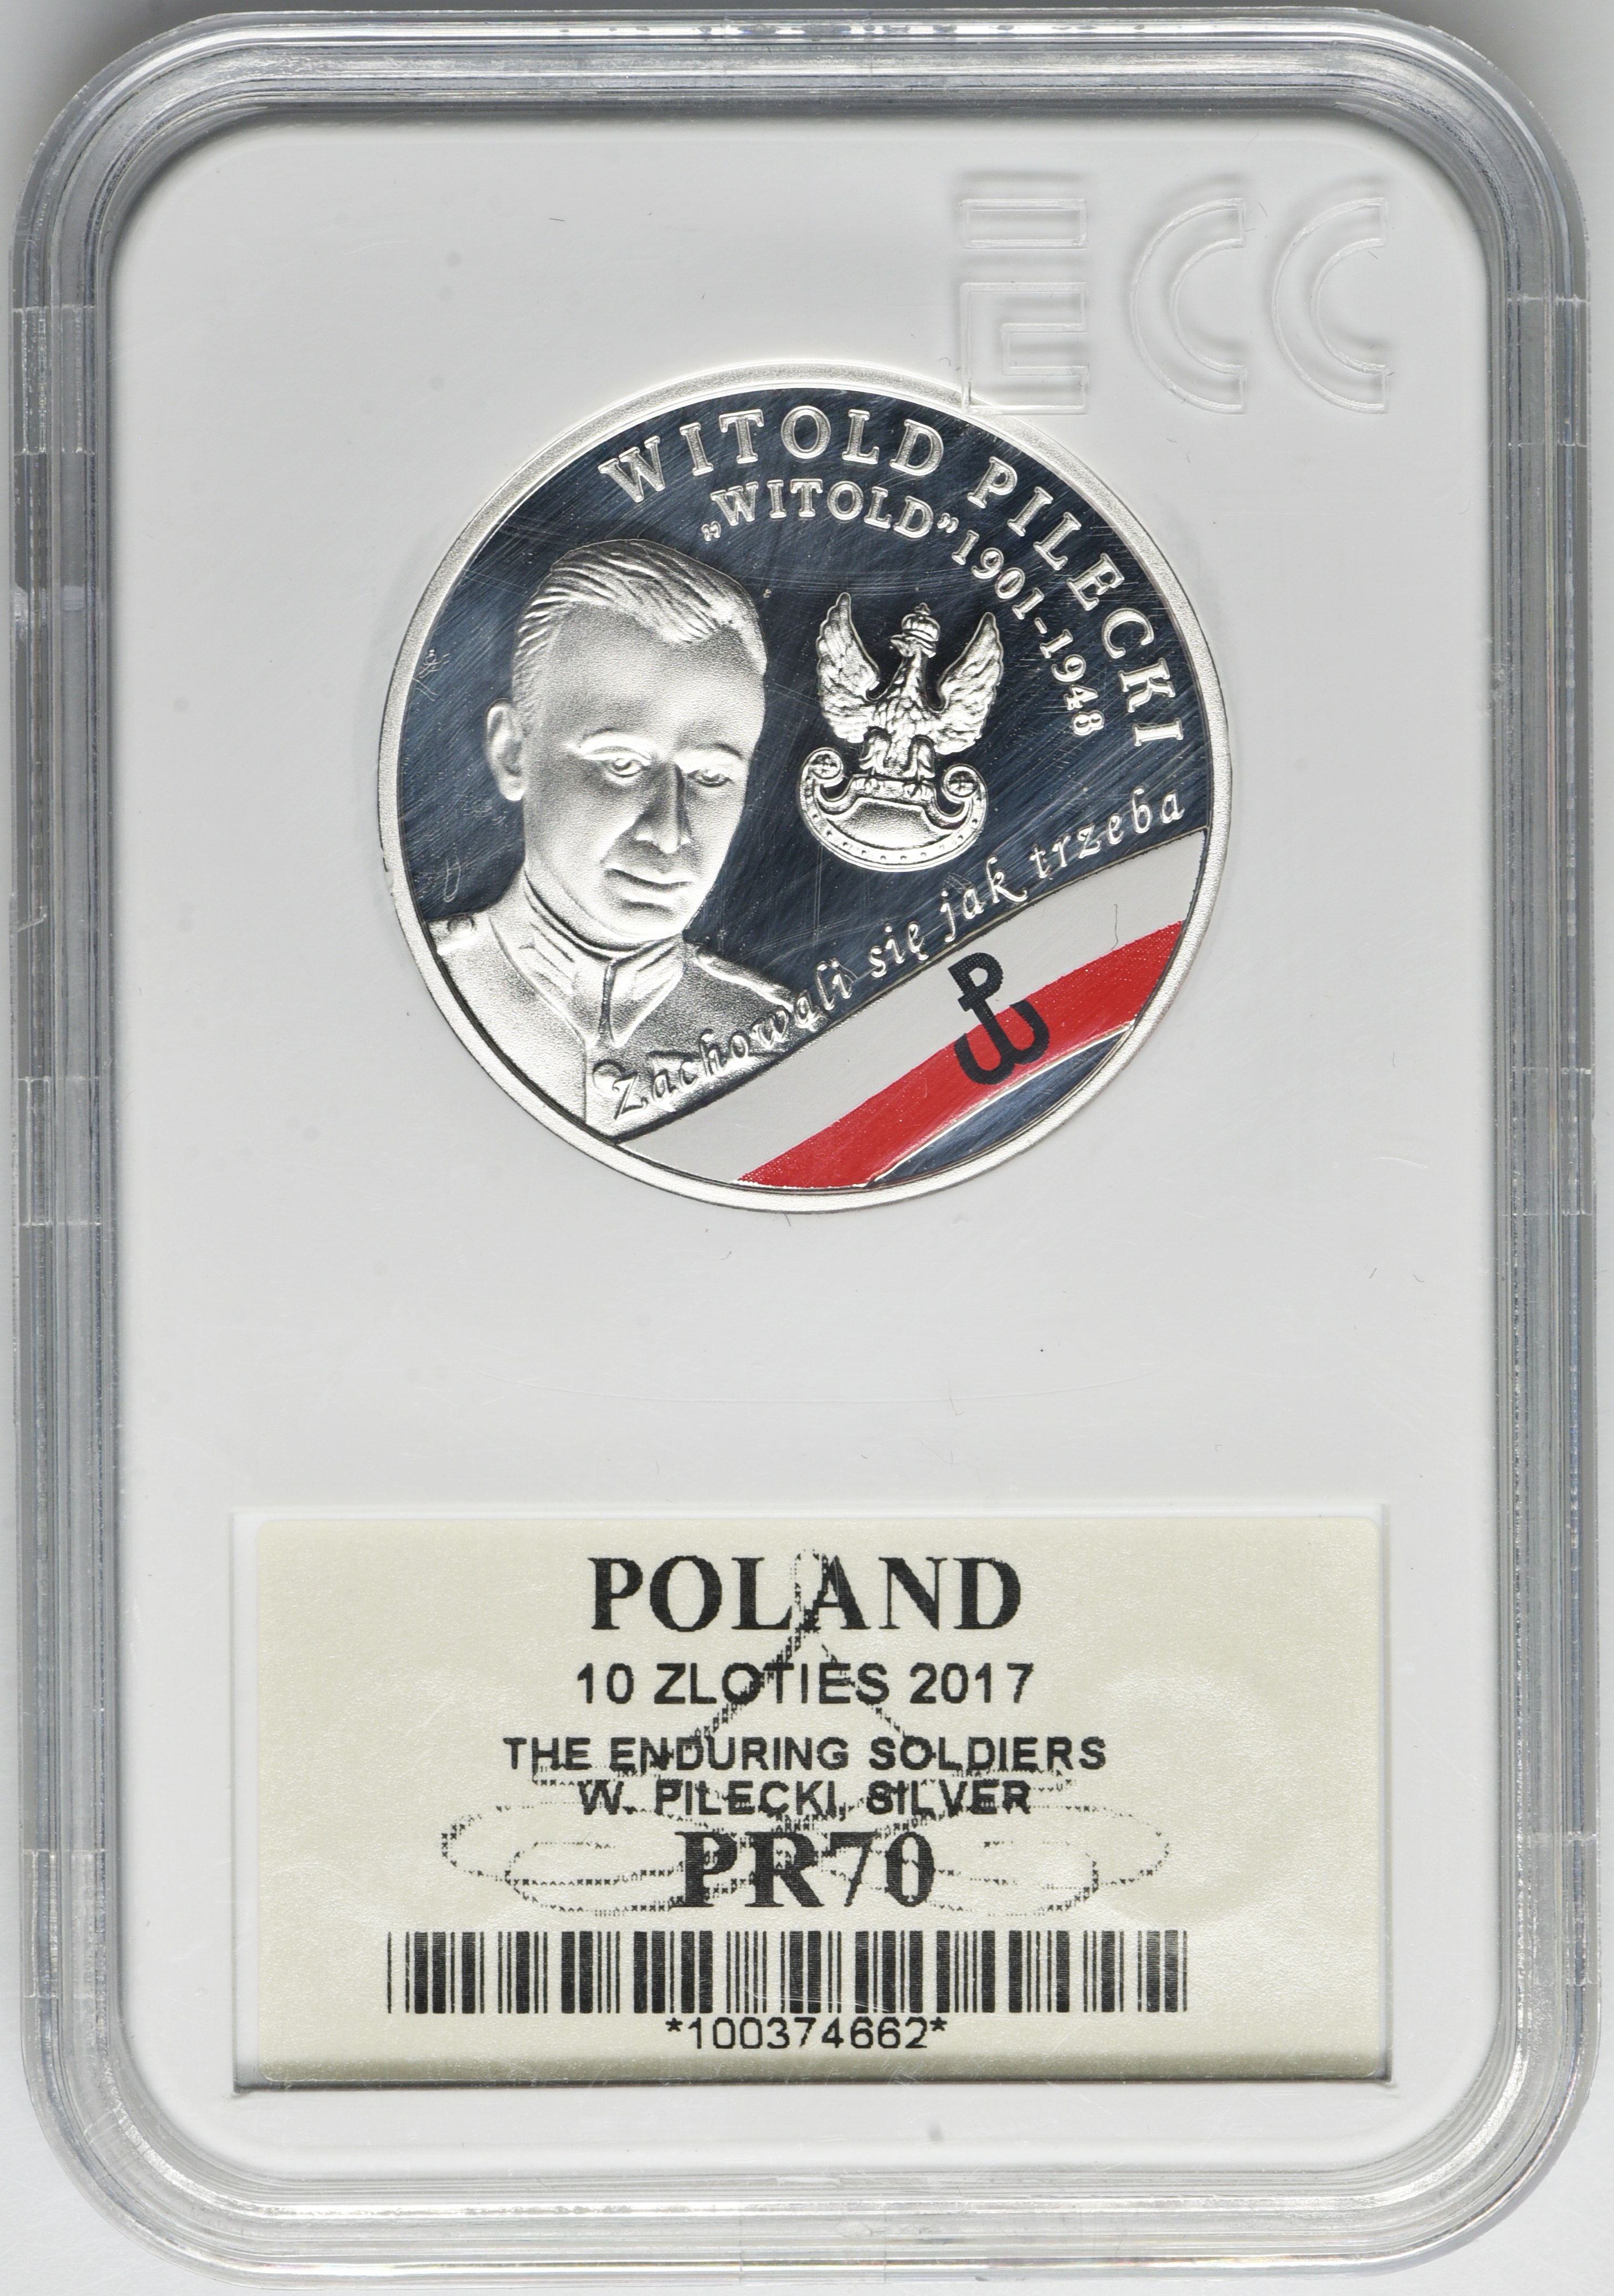 ECC
WITOLD PILECKI
„WITOLD” 1901-1948
Zachowali się jak trzeba
POLAND
10 ZLOTIES 2017
THE ENDURING SOLDIERS
W. PILECKI, SILVER
PR70
*100374662*